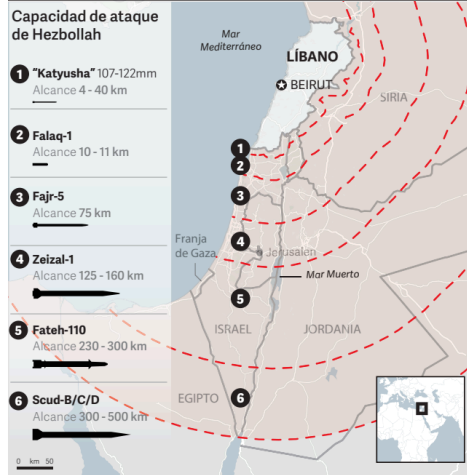 Capacidad de ataque
de Hezbollah
1 “Katyusha” 107-122mm
Alcance 4 - 40 km
2 Falaq-1
Alcance 10 - 11 km
3 Fajr-5
Alcance 75 km
4 Zeizal-1
Alcance 125 - 160 km
5 Fateh-110
Alcance 230 - 300 km
6 Scud-B/C/D
Alcance 300 - 500 km
0 km 50
Mar
Mediterráneo
LÍBANO
BEIRUT
SIRIA
1
2
3
4
Jerusalén
Franja
de Gaza
Mar Muerto
5
ISRAEL
JORDANIA
EGIPTO
6